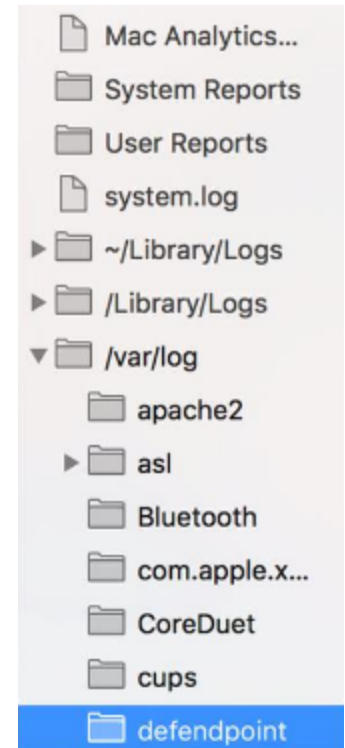 Mac Analytics...
System Reports
User Reports
system.log
~/Library/Logs
/Library/Logs
/var/log
apache2
asl
Bluetooth
com.apple.x...
CoreDuet
cups
defendpoint